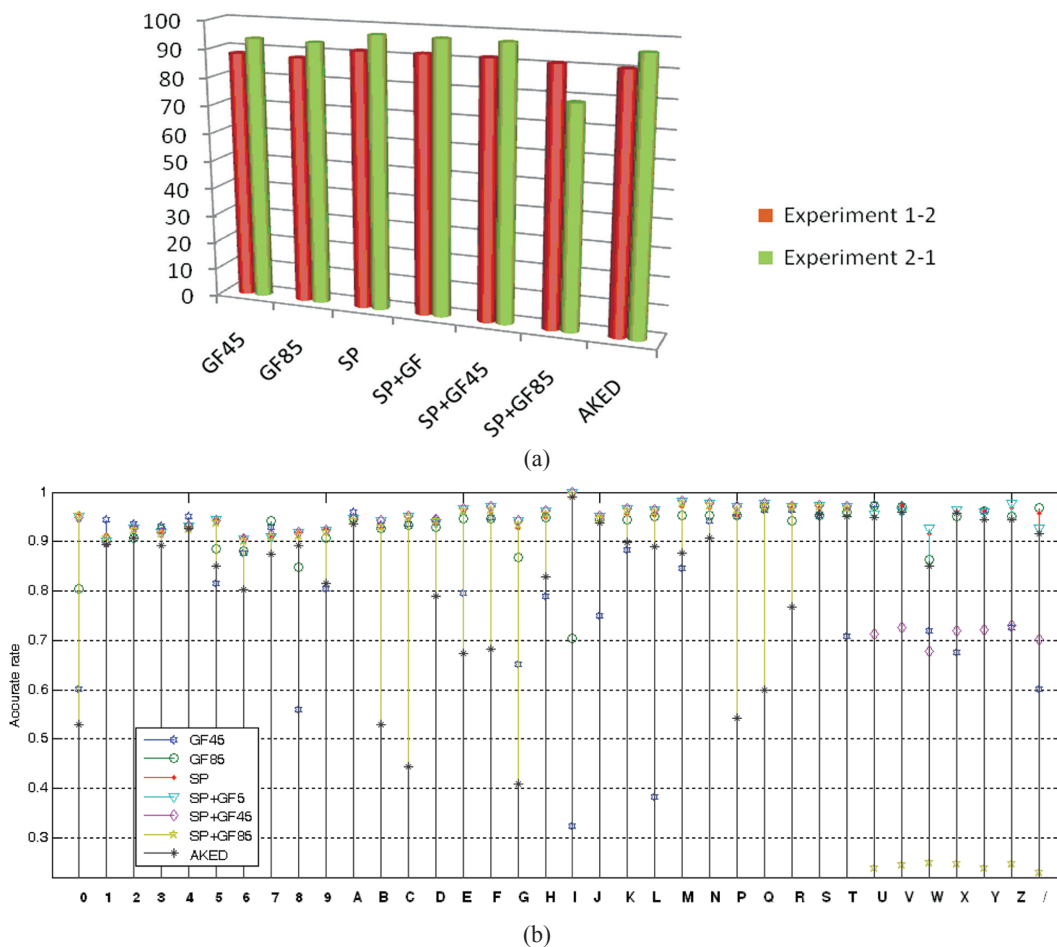 100
90
80
70
60
50
40
30
20
10
0
GF45
GF85
SP
SP+GF
SP+GF45
SP+GF85
AKED
Experiment 1-2
Experiment 2-1
(a)
1
0.9
0.8
0.7
0.6
0.5
0.4
0.3
Accurate rate
GF45
GF85
SP
SP+GF5
SP+GF45
SP+GF85
AKED
0 1 2 3 4 5 6 7 8 9 A B C D E F G H I J K L M N P Q R S T U V W X Y Z /
(b)